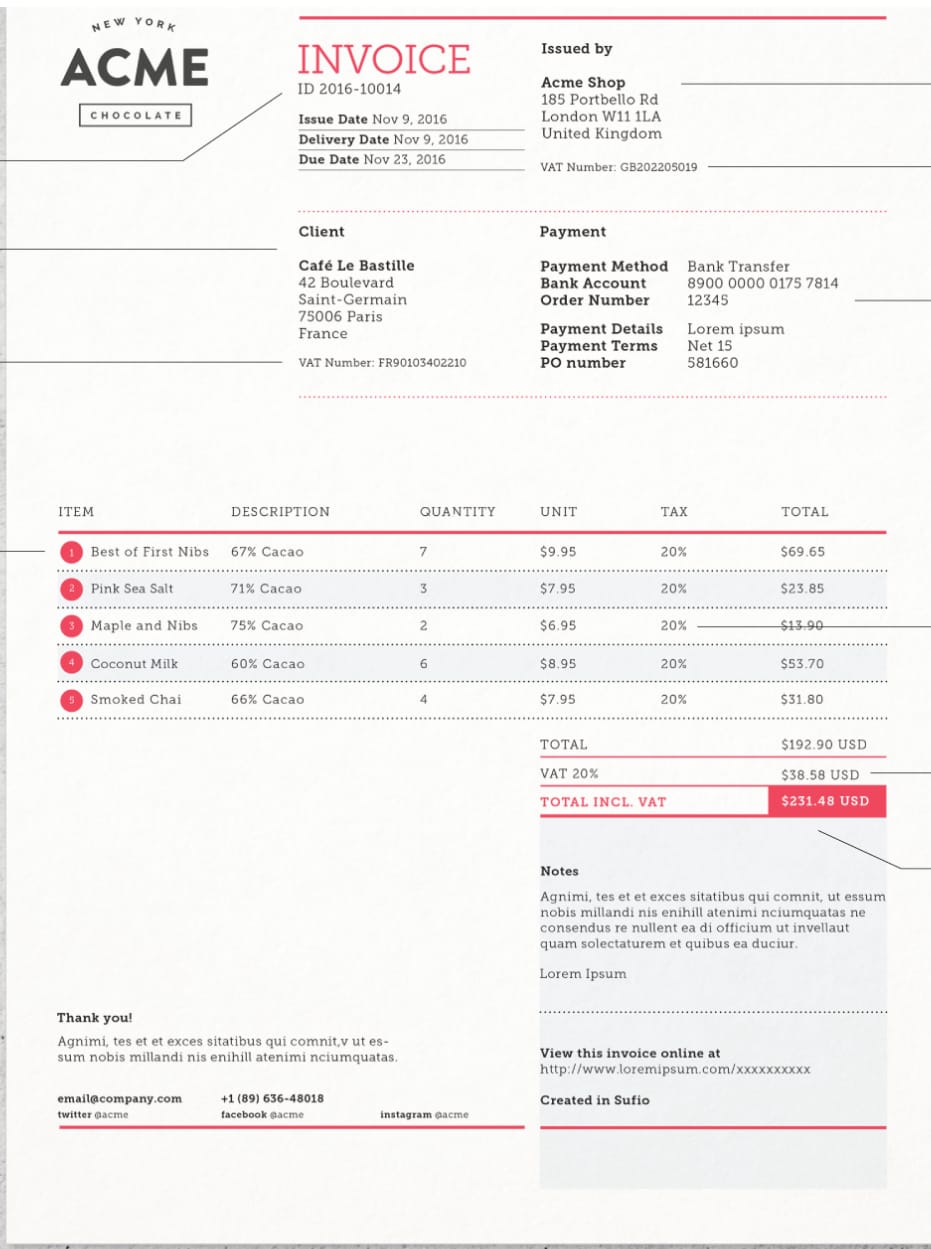 NEW YORK
ACME
CHOCOLATE
INVOICE
ID 2016-10014
Issue Date Nov 9, 2016
Delivery Date Nov 9, 2016
Due Date Nov 23, 2016
Issued by
Acme Shop
185 Portbello Rd
London W11 1LA
United Kingdom
VAT Number: GB202205019
Client
Café Le Bastille
42 Boulevard
Saint-Germain
75006 Paris
France
VAT Number: FR90103402210
Payment
Payment Method Bank Transfer
Bank Account 8900 0000 0175 7814
Order Number 12345
Payment Details Lorem ipsum
Payment Terms Net 15
PO number 581660
ITEM DESCRIPTION QUANTITY UNIT TAX TOTAL
1 Best of First Nibs 67% Cacao 7 $9.95 20% $69.65
2 Pink Sea Salt 71% Cacao 3 $7.95 20% $23.85
3 Maple and Nibs 75% Cacao 2 $6.95 20% $13.90
4 Coconut Milk 60% Cacao 6 $8.95 20% $53.70
5 Smoked Chai 66% Cacao 4 $7.95 20% $31.80
TOTAL $192.90 USD
VAT 20% $38.58 USD
TOTAL INCL. VAT $231.48 USD
Notes
Agnimi, tes et et exces sitatibus qui comnit, ut essum
nobis millandi nis enihill atenimi nciumquatas ne
consendus re nullent ea di officium ut invellaut
quam solectaturem et quibus ea duciur.
Lorem Ipsum
Thank you!
Agnimi, tes et et exces sitatibus qui comnit,v ut es-
sum nobis millandi nis enihill atenimi nciumquatas.
email@company.com +1 (89) 636-48018
twitter @acme facebook @acme instagram @acme
View this invoice online at
http://www.loremipsum.com/xxxxxxxxxx
Created in Sufio